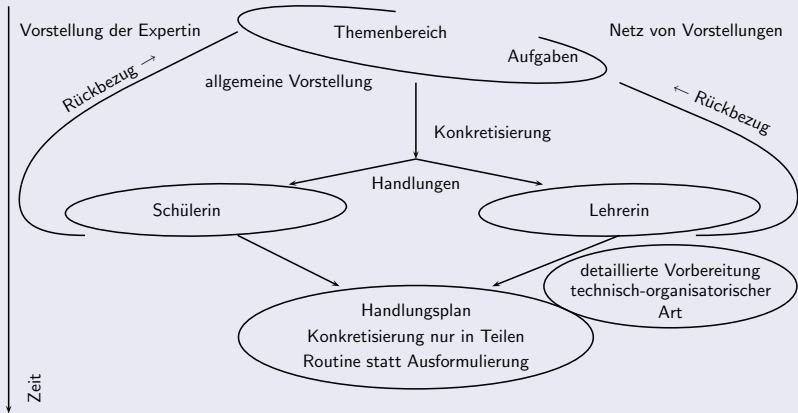 Vorstellung der Expertin
Themenbereich
Netz von Vorstellungen
Aufgaben
Rückbezug →
allgemeine Vorstellung
← Rückbezug
Konkretisierung
Handlungen
Schülerin
Lehrerin
detaillierte Vorbereitung
technisch-organisatorischer
Art
Handlungsplan
Konkretisierung nur in Teilen
Routine statt Ausformulierung
Zeit